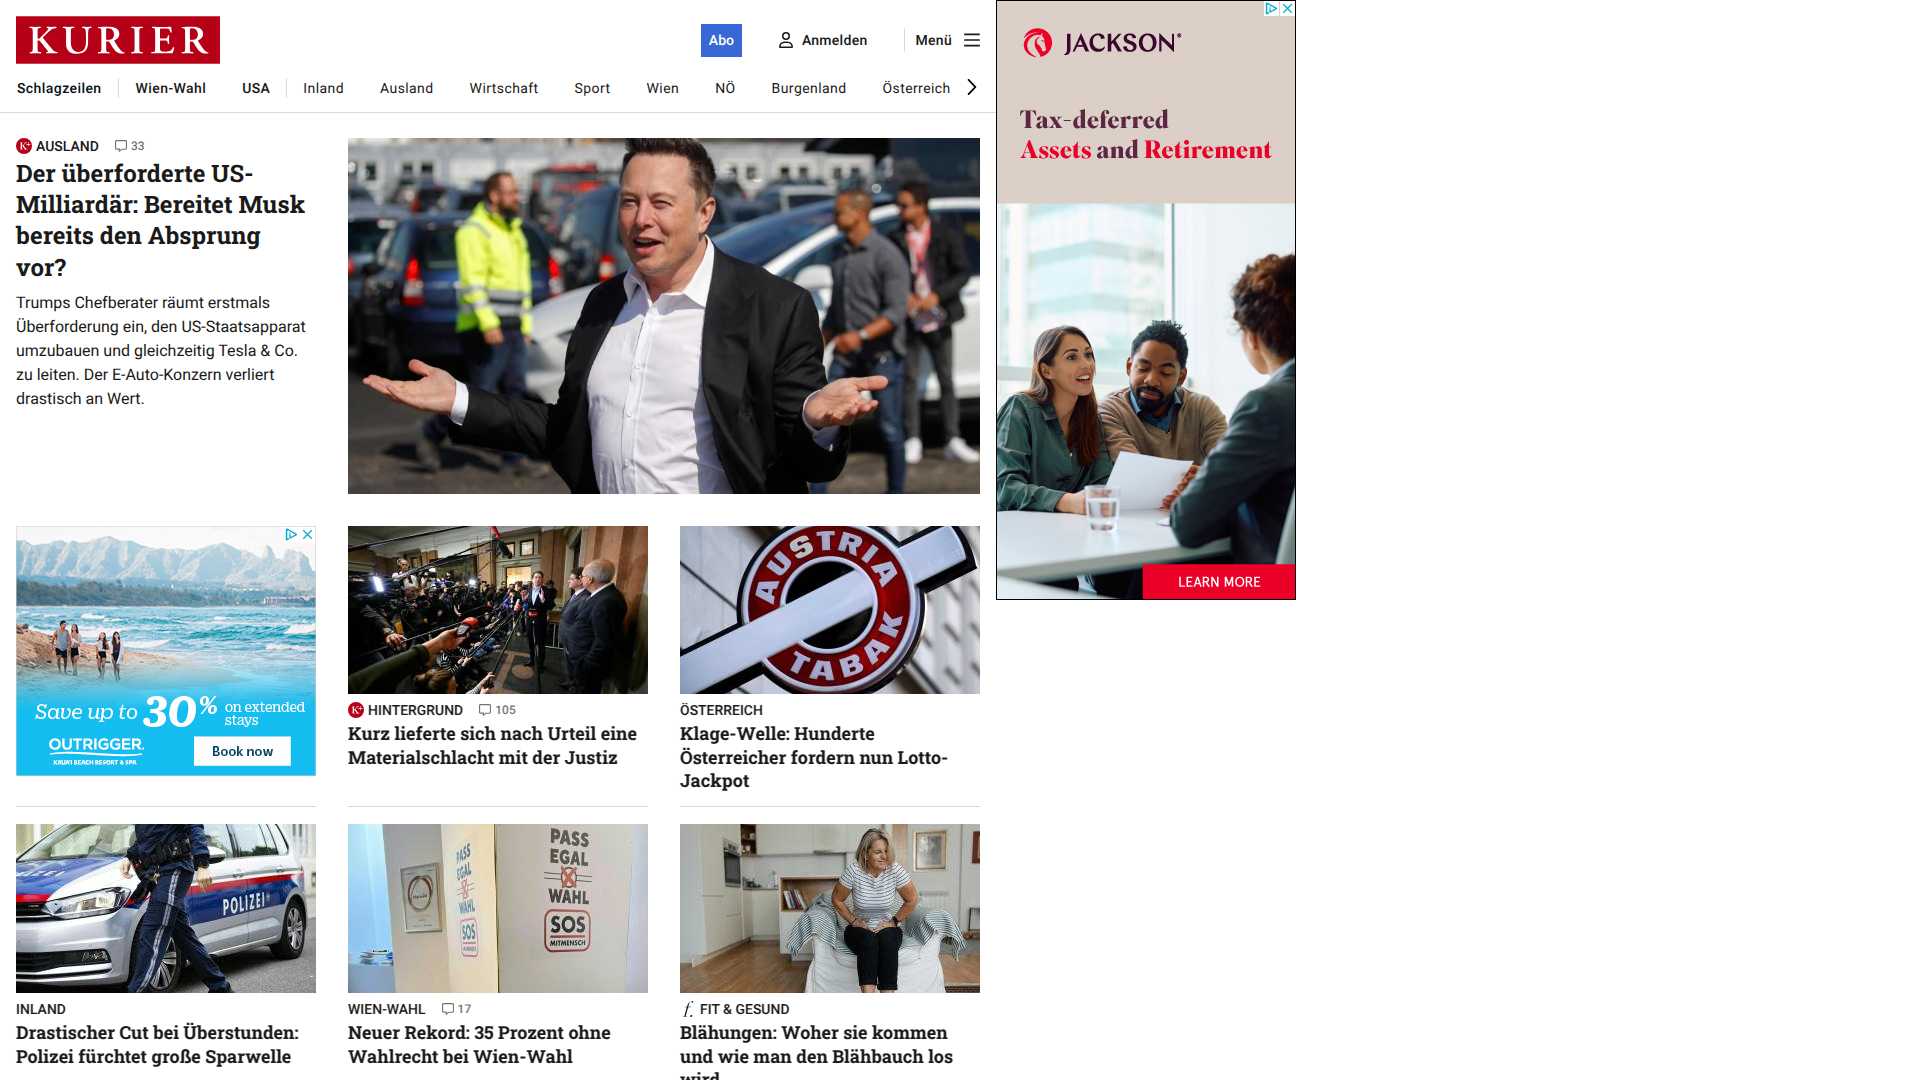 KURIER
Abo
Anmelden
Menü
Schlagzeilen
Wien-Wahl
USA
Inland
Ausland
Wirtschaft
Sport
Wien
NÖ
Burgenland
Österreich
K+ AUSLAND 33
Der überforderte US-
Milliardär: Bereitet Musk
bereits den Absprung
vor?
Trumps Chefberater räumt erstmals
Überforderung ein, den US-Staatsapparat
umzubauen und gleichzeitig Tesla & Co.
zu leiten. Der E-Auto-Konzern verliert
drastisch an Wert.
JACKSON®
Tax-deferred
Assets and Retirement
LEARN MORE
Save up to 30% on extended
stays
OUTRIGGER.
KAUAI BEACH RESORT & SPA
Book now
K+ HINTERGRUND 105
Kurz lieferte sich nach Urteil eine
Materialschlacht mit der Justiz
AUSTRIA
TABAK
ÖSTERREICH
Klage-Welle: Hunderte
Österreicher fordern nun Lotto-
Jackpot
POLIZEI
INLAND
Drastischer Cut bei Überstunden:
Polizei fürchtet große Sparwelle
PASS
EGAL
WAHL
SOS
PASS
EGAL
WAHL
SOS
MITMENSCH
WIEN-WAHL 17
Neuer Rekord: 35 Prozent ohne
Wahlrecht bei Wien-Wahl
f. FIT & GESUND
Blähungen: Woher sie kommen
und wie man den Blähbauch los
wird